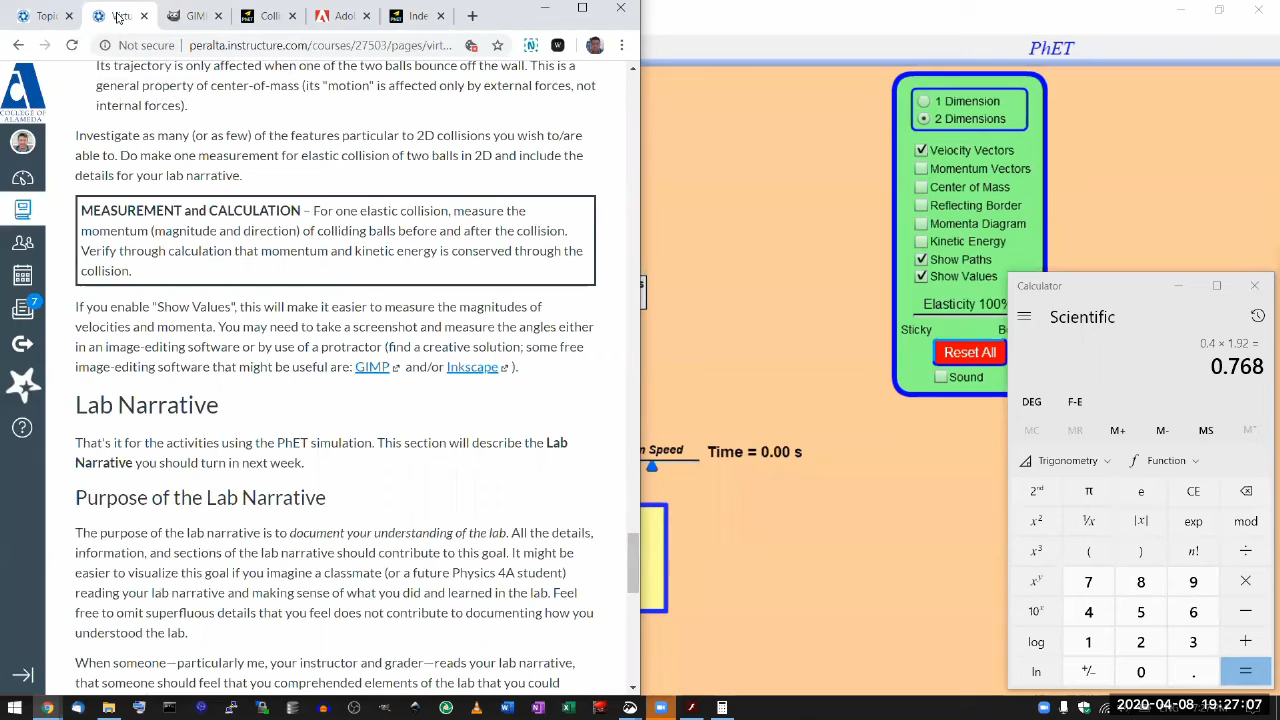 Topic
Virtu
GIM
Colli
Adol
Inde
Not secure
peralta.instructure.com/courses/27503/pages/virt...
COLLEGE OF
ALAMEDA
7
Its trajectory is only affected when one of the two balls bounce off the wall. This is a
general property of center-of-mass (its "motion" is affected only by external forces, not
internal forces).
Investigate as many (or as few) of the features particular to 2D collisions you wish to/are
able to. Do make one measurement for elastic collision of two balls in 2D and include the
details for your lab narrative.
MEASUREMENT and CALCULATION – For one elastic collision, measure the
momentum (magnitude and direction) of colliding balls before and after the collision.
Verify through calculation that momentum and kinetic energy is conserved through the
collision.
If you enable "Show Values", this will make it easier to measure the magnitudes of
velocities and momenta. You may need to take a screenshot and measure the angles either
in an image-editing software or by use of a protractor (find a creative solution; some free
image-editing software that might be useful are: GIMP and/or Inkscape ).
Lab Narrative
That's it for the activities using the PhET simulation. This section will describe the Lab
Narrative you should turn in next week.
Purpose of the Lab Narrative
The purpose of the lab narrative is to document your understanding of the lab. All the details,
information, and sections of the lab narrative should contribute to this goal. It might be
easier to visualize this goal if you imagine a classmate (or a future Physics 4A student)
reading your lab narrative and making sense of what you did and learned in the lab. Feel
free to omit superfluous details that you feel does not contribute to documenting how you
understood the lab.
When someone—particularly me, your instructor and grader—reads your lab narrative,
that someone should feel that you comprehended elements of the lab that you could
PhET
1 Dimension
2 Dimensions
Velocity Vectors
Momentum Vectors
Center of Mass
Reflecting Border
Momenta Diagram
Kinetic Energy
Show Paths
Show Values
Elasticity 100%
Sticky
Reset All
Sound
Speed
Time = 0.00 s
Calculator
Scientific
0.4 × 1.92 =
0.768
DEG F-E
MC MR M+ M- MS M˅
Trigonometry Function
2ⁿᵈ π e CE
x² ¹/x |x| exp mod
x³ ( ) n! ÷
xʸ 7 8 9 ×
10ˣ 4 5 6 −
log 1 2 3 +
ln +/− 0 . =
2020-04-08 19:27:07